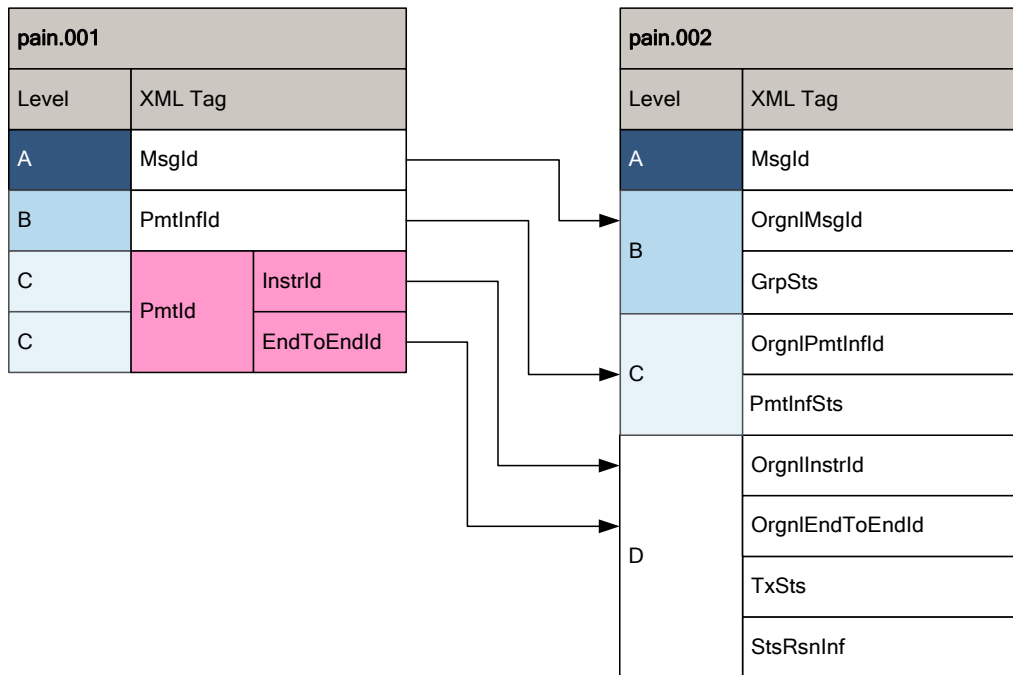 pain.001
Level XML Tag
A MsgId
B PmtInfId
C PmtId InstrId
C EndToEndId
pain.002
Level XML Tag
A MsgId
B OrgnlMsgId
GrpSts
C OrgnlPmtInfId
PmtInfSts
D OrgnlInstrId
OrgnlEndToEndId
TxSts
StsRsnInf